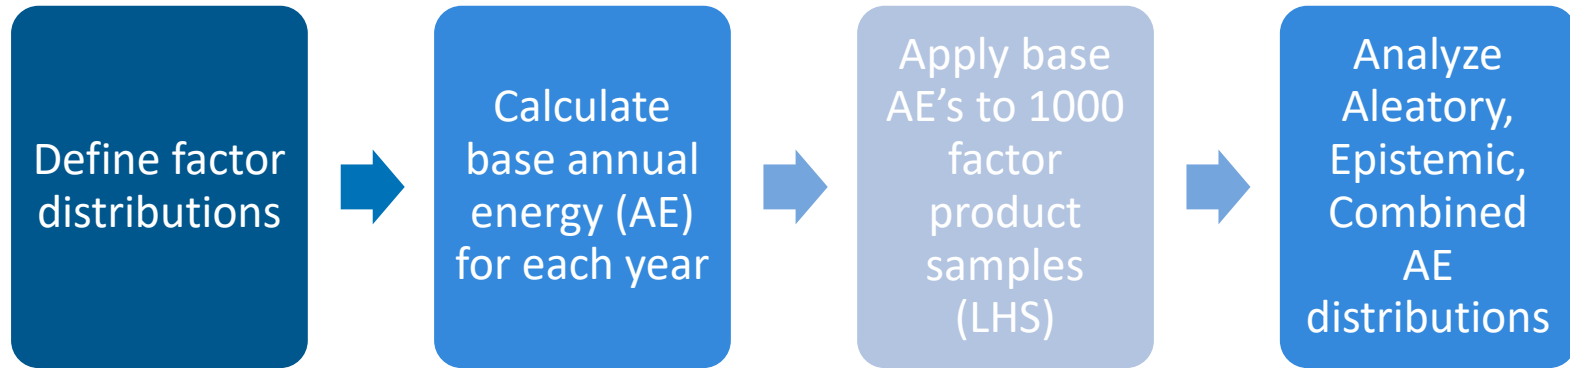 Define factor
distributions
Calculate
base annual
energy (AE)
for each year
Apply base
AE’s to 1000
factor
product
samples
(LHS)
Analyze
Aleatory,
Epistemic,
Combined
AE
distributions